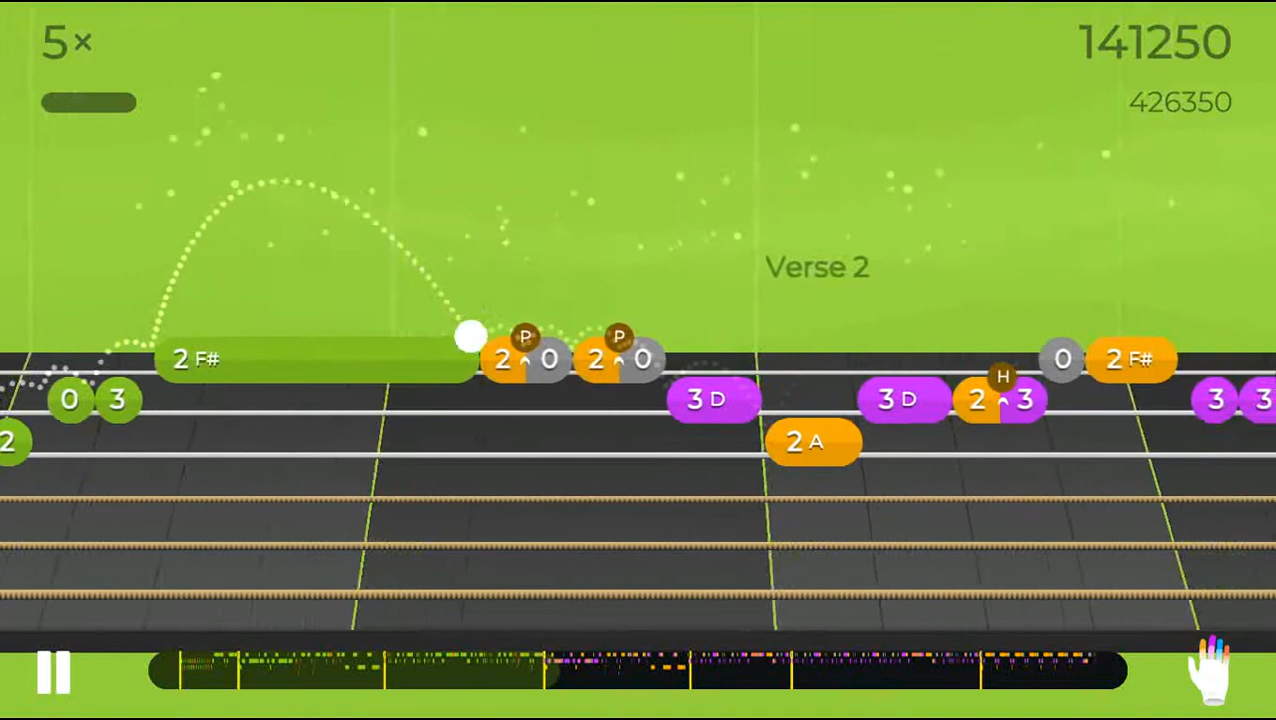 5×
141250
426350
Verse 2
P P
2 F# 2 0 2 0 0 2 F#
H
0 3 3 D 3 D 2 3 3 3
2 2 A